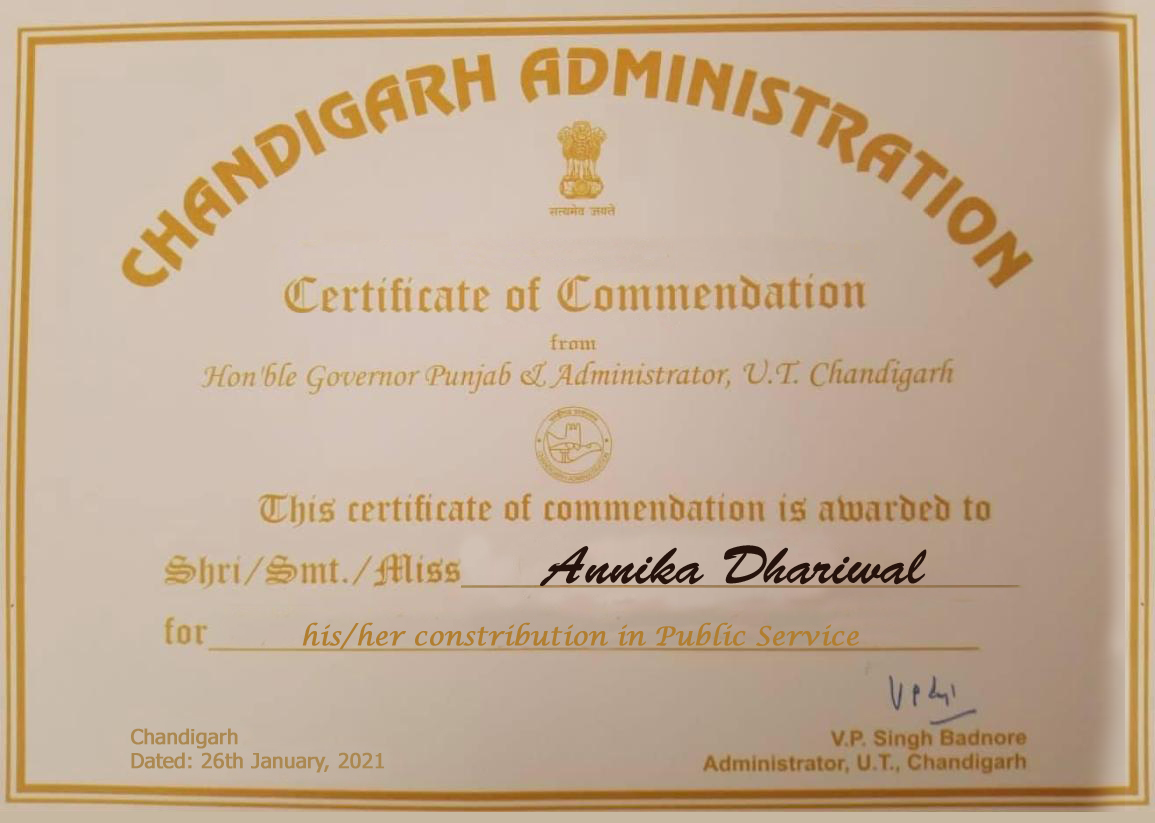 CHANDIGARH ADMINISTRATION
सत्यमेव जयते
Certificate of Commendation
from
Hon'ble Governor Punjab & Administrator, U.T. Chandigarh
CHANDIGARH ADMINISTRATION
This certificate of commendation is awarded to
Shri/Smt./Miss Annika Dhariwal
for his/her constribution in Public Service
Chandigarh
Dated: 26th January, 2021
V.P. Singh Badnore
Administrator, U.T., Chandigarh